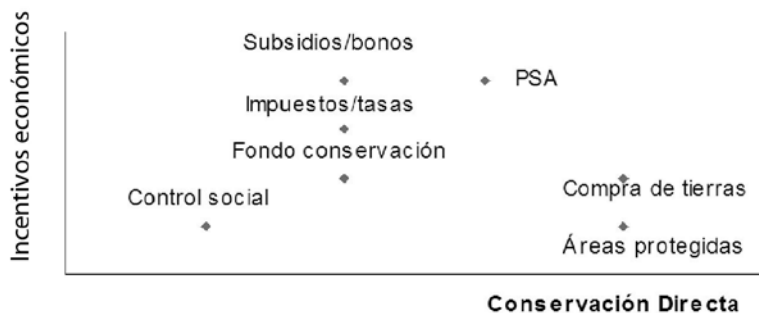 Incentivos económicos
Subsidios/bonos
PSA
Impuestos/tasas
Fondo conservación
Control social
Compra de tierras
Áreas protegidas
Conservación Directa